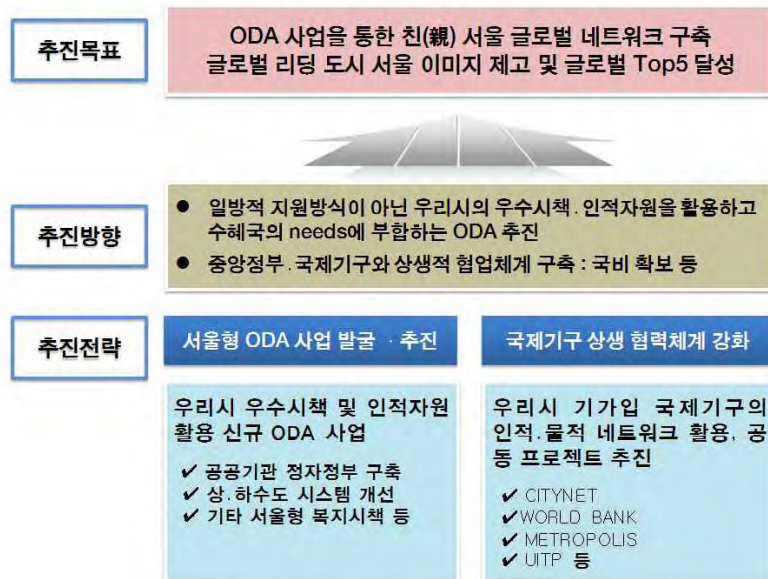 추진목표
ODA 사업을 통한 친(親) 서울 글로벌 네트워크 구축
글로벌 리딩 도시 서울 이미지 제고 및 글로벌 Top5 달성
추진방향
● 일방적 지원방식이 아닌 우리시의 우수시책.인적자원을 활용하고
수혜국의 needs에 부합하는 ODA 추진
● 중앙정부.국제기구와 상생적 협업체계 구축 : 국비 확보 등
추진전략
서울형 ODA 사업 발굴 · 추진
우리시 우수시책 및 인적자원
활용 신규 ODA 사업
✔ 공공기관 정자정부 구축
✔ 상.하수도 시스템 개선
✔ 기타 서울형 복지시책 등
국제기구 상생 협력체계 강화
우리시 기가입 국제기구의
인적.물적 네트워크 활용, 공
동 프로젝트 추진
✔ CITYNET
✔WORLD BANK
✔ METROPOLIS
✔ UITP 등